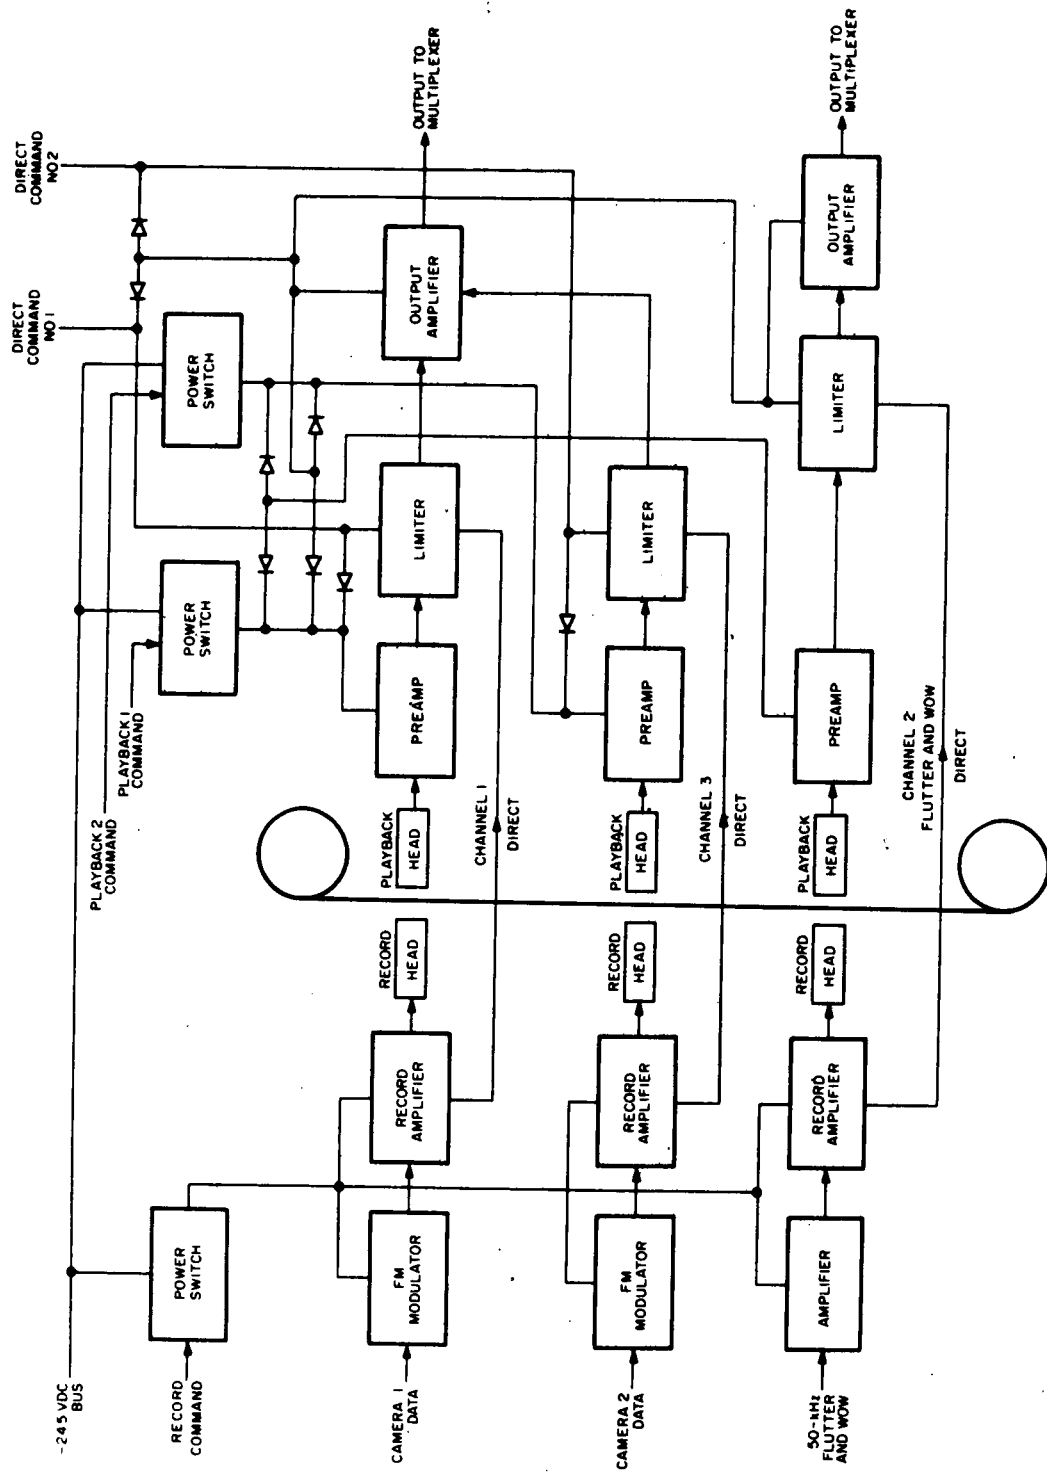 -24.5 VDC
BUS
RECORD
COMMAND
POWER
SWITCH
PLAYBACK 2
COMMAND
PLAYBACK 1
COMMAND
POWER
SWITCH
POWER
SWITCH
DIRECT
COMMAND
NO 1
DIRECT
COMMAND
NO 2
CAMERA 1
DATA
FM
MODULATOR
RECORD
AMPLIFIER
RECORD
HEAD
PLAYBACK
HEAD
PREAMP
LIMITER
OUTPUT
AMPLIFIER
OUTPUT TO
MULTIPLEXER
CHANNEL 1
DIRECT
CAMERA 2
DATA
FM
MODULATOR
RECORD
AMPLIFIER
RECORD
HEAD
PLAYBACK
HEAD
PREAMP
LIMITER
CHANNEL 3
DIRECT
50-kHz
FLUTTER
AND WOW
AMPLIFIER
RECORD
AMPLIFIER
RECORD
HEAD
PLAYBACK
HEAD
PREAMP
LIMITER
OUTPUT
AMPLIFIER
OUTPUT TO
MULTIPLEXER
CHANNEL 2
FLUTTER AND WOW
DIRECT